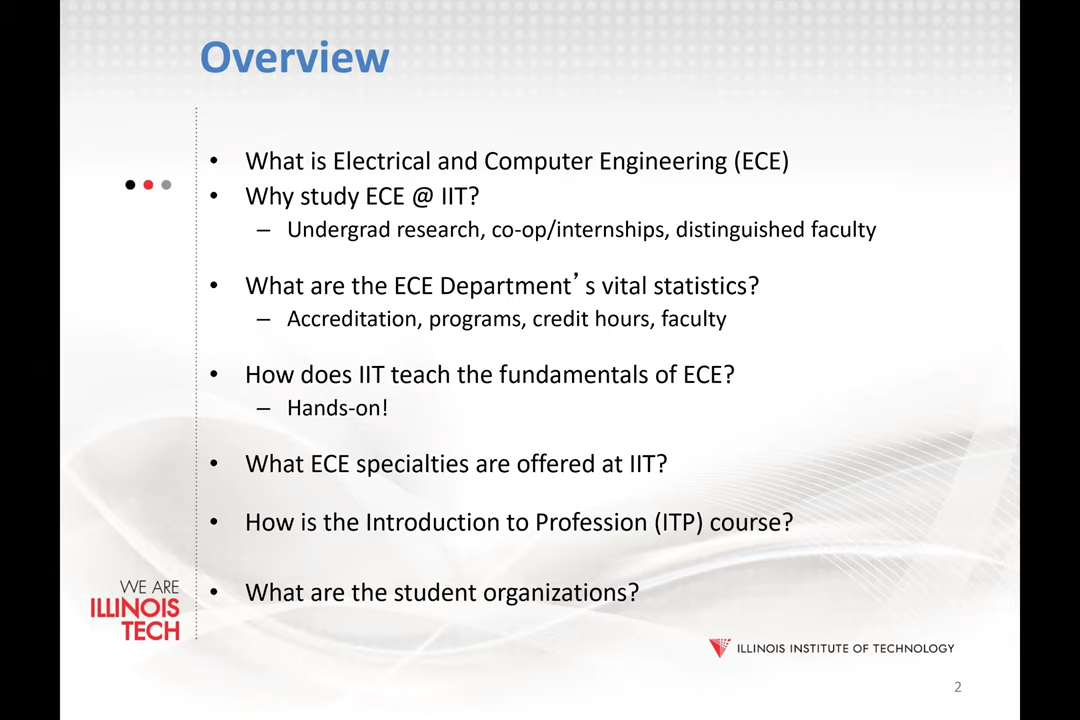 Overview
• What is Electrical and Computer Engineering (ECE)
• Why study ECE @ IIT?
– Undergrad research, co-op/internships, distinguished faculty
• What are the ECE Department’s vital statistics?
– Accreditation, programs, credit hours, faculty
• How does IIT teach the fundamentals of ECE?
– Hands-on!
• What ECE specialties are offered at IIT?
• How is the Introduction to Profession (ITP) course?
• What are the student organizations?
WE ARE
ILLINOIS
TECH
ILLINOIS INSTITUTE OF TECHNOLOGY
2